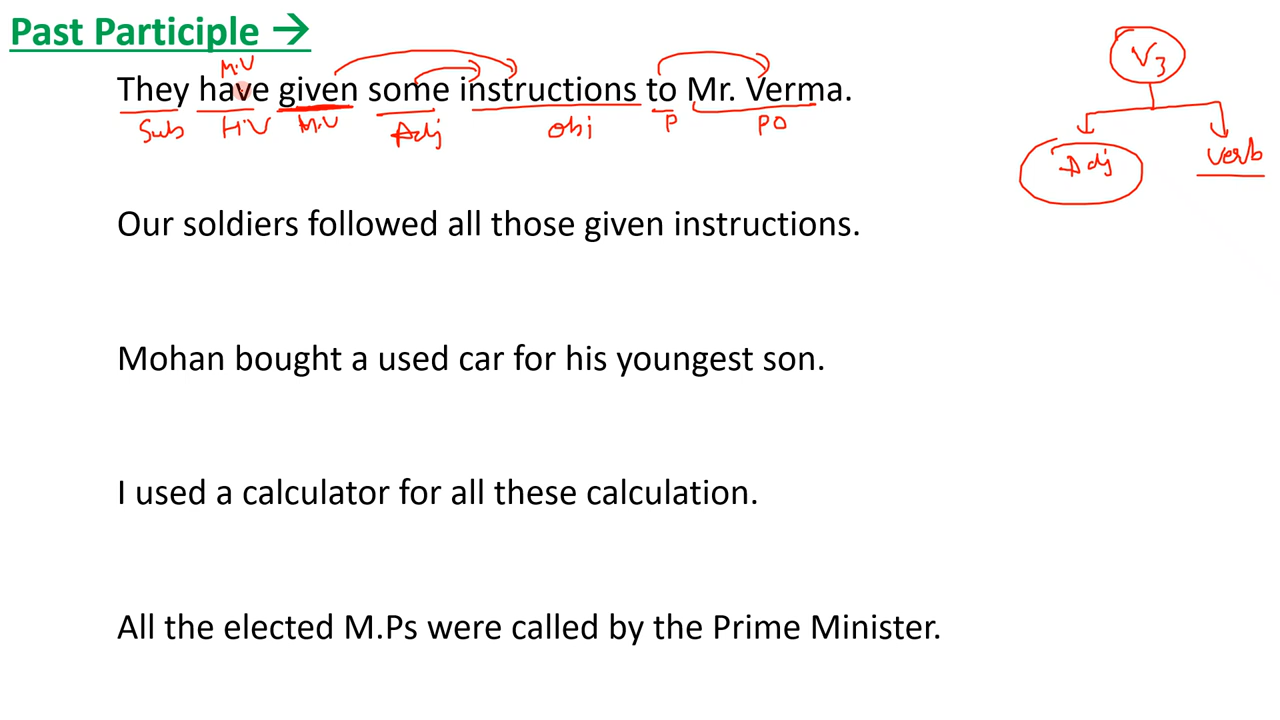 Past Participle →
M.V
They have given some instructions to Mr. Verma.
Sub H.V M.V Adj obj P PO
V3
Adj verb
Our soldiers followed all those given instructions.
Mohan bought a used car for his youngest son.
I used a calculator for all these calculation.
All the elected M.Ps were called by the Prime Minister.